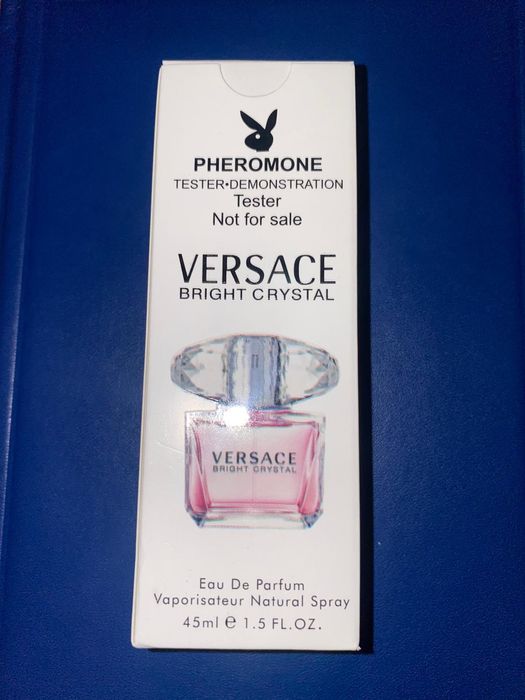 PHEROMONE
TESTER•DEMONSTRATION
Tester
Not for sale
VERSACE
BRIGHT CRYSTAL
VERSACE
BRIGHT CRYSTAL
Eau De Parfum
Vaporisateur Natural Spray
45ml ℮ 1.5 FL.OZ.